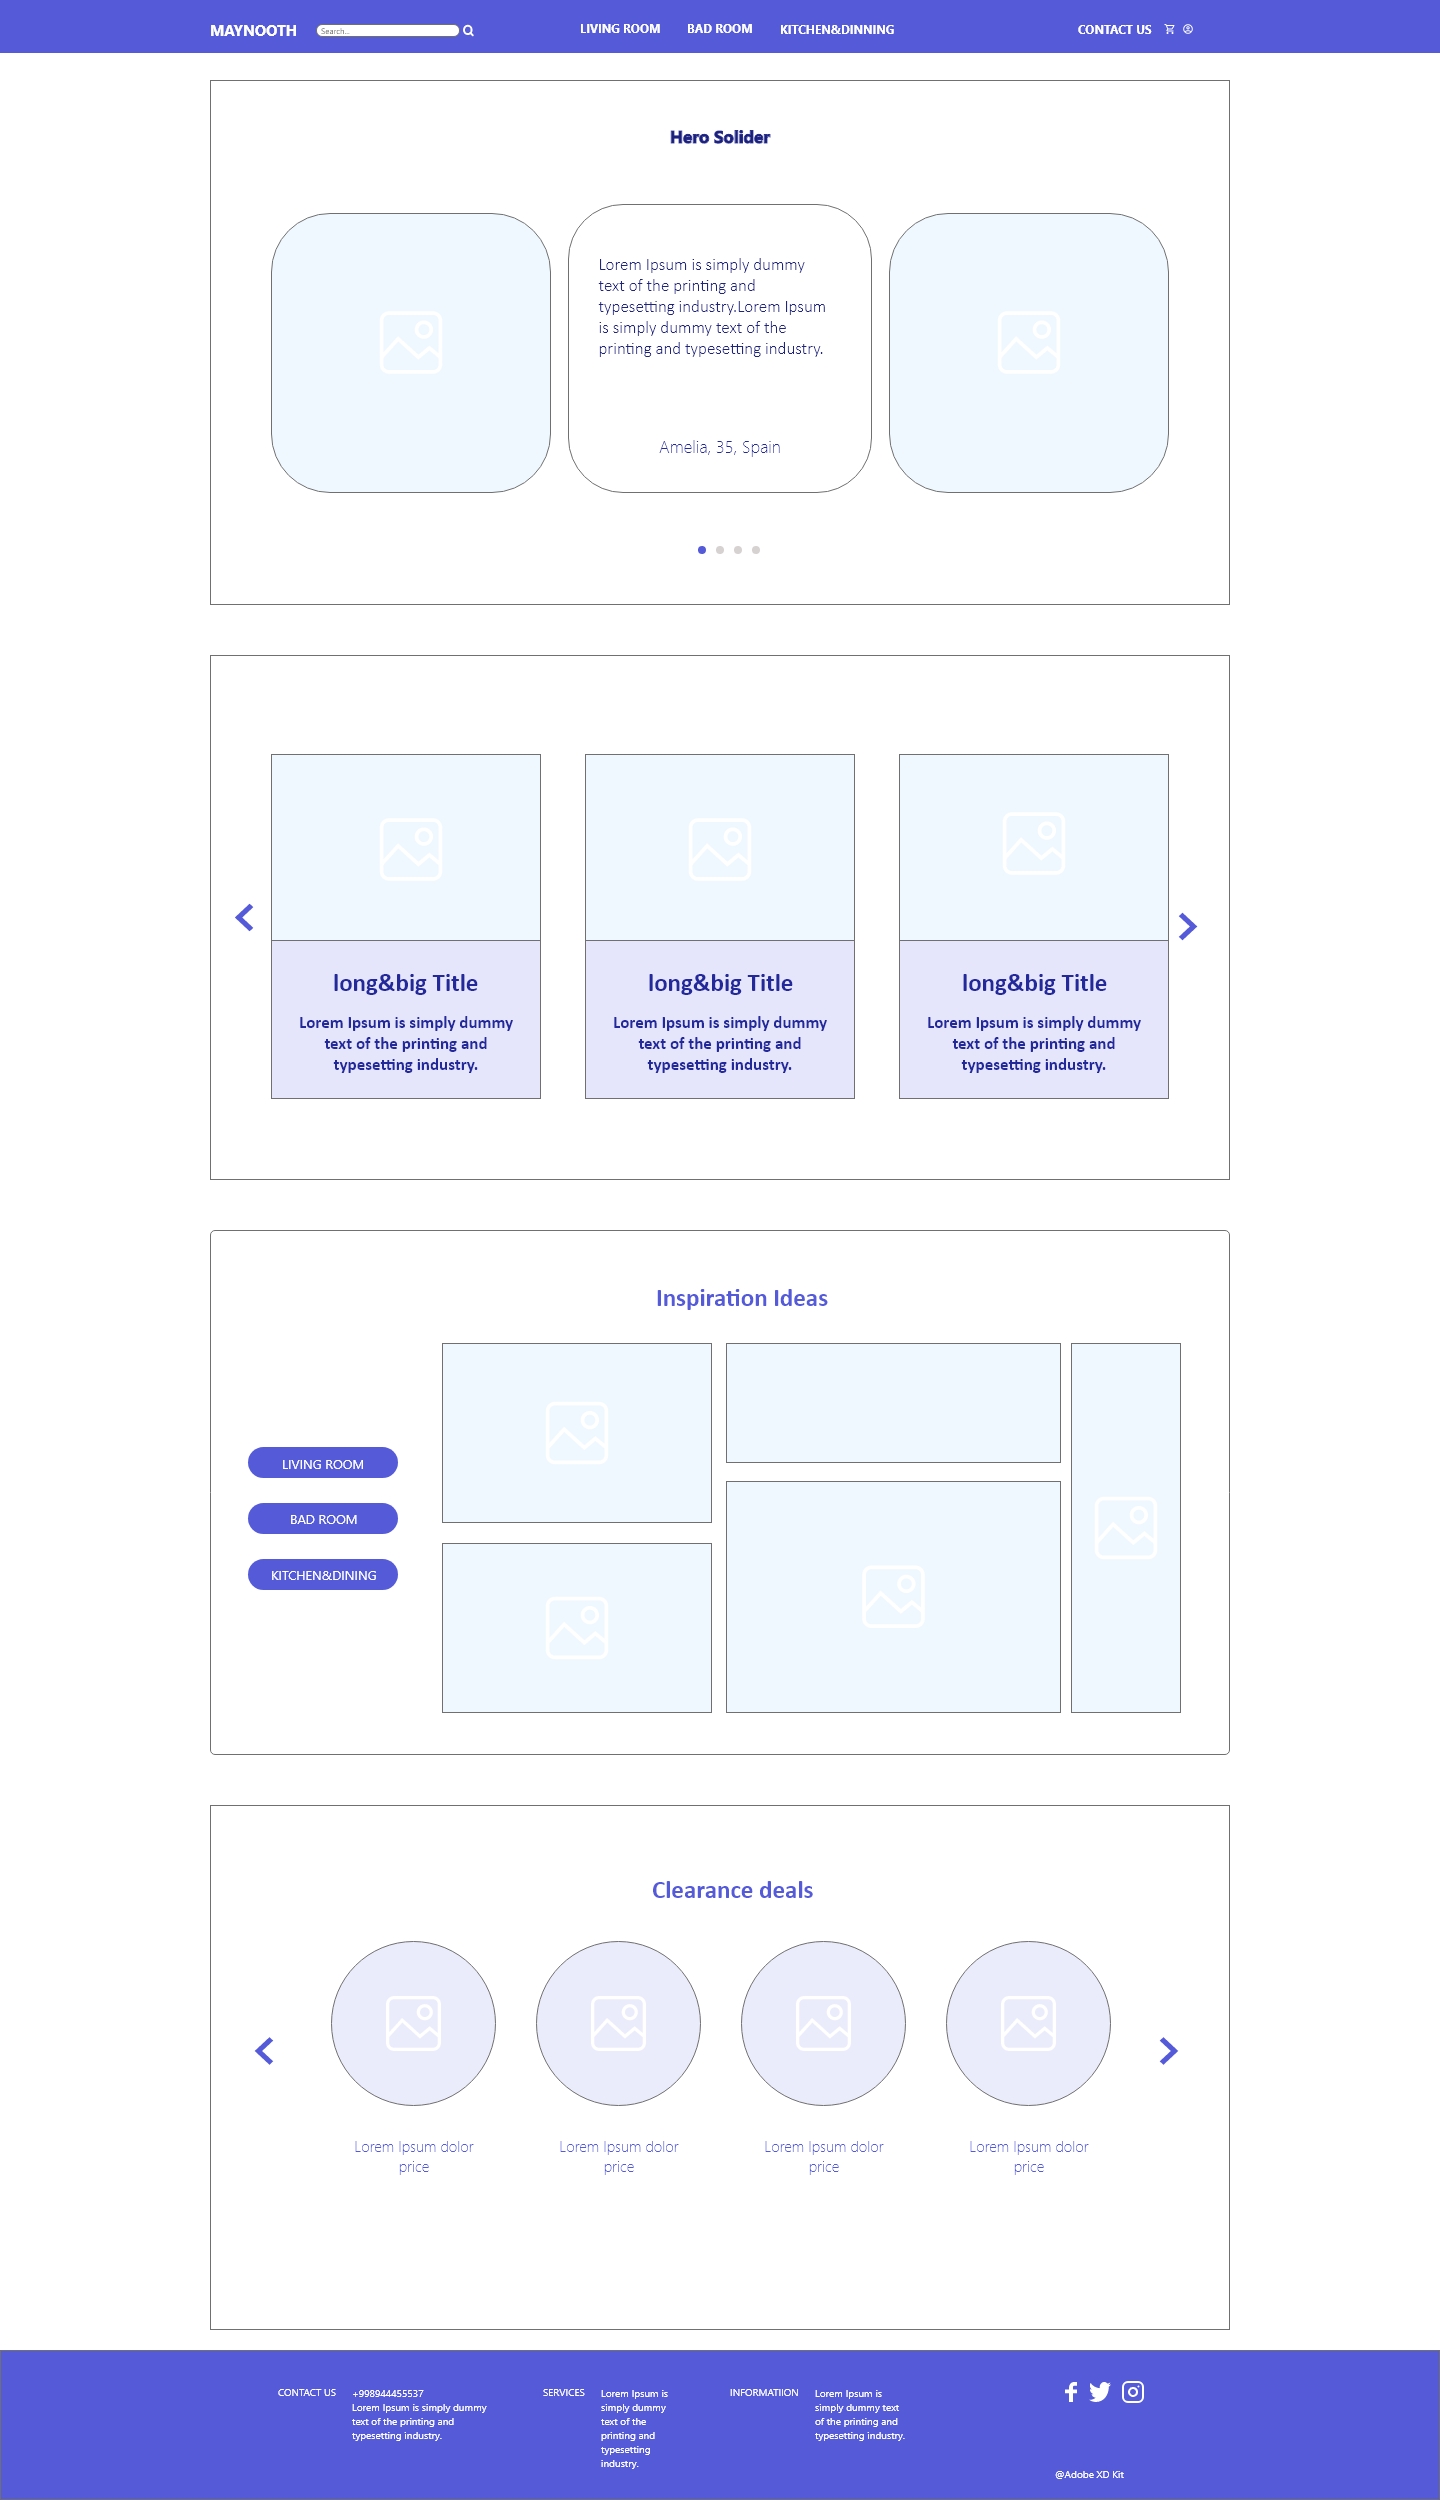 MAYNOOTH
Search...
LIVING ROOM
BAD ROOM
KITCHEN&DINNING
CONTACT US
Hero Solider
Lorem Ipsum is simply dummy
text of the printing and
typesetting industry.Lorem Ipsum
is simply dummy text of the
printing and typesetting industry.
Amelia, 35, Spain
long&big Title
Lorem Ipsum is simply dummy
text of the printing and
typesetting industry.
long&big Title
Lorem Ipsum is simply dummy
text of the printing and
typesetting industry.
long&big Title
Lorem Ipsum is simply dummy
text of the printing and
typesetting industry.
Inspiration Ideas
LIVING ROOM
BAD ROOM
KITCHEN&DINING
Clearance deals
Lorem Ipsum dolor
price
Lorem Ipsum dolor
price
Lorem Ipsum dolor
price
Lorem Ipsum dolor
price
CONTACT US
+998944455537
Lorem Ipsum is simply dummy
text of the printing and
typesetting industry.
SERVICES
Lorem Ipsum is
simply dummy
text of the
printing and
typesetting
industry.
INFORMATIION
Lorem Ipsum is
simply dummy text
of the printing and
typesetting industry.
@Adobe XD Kit